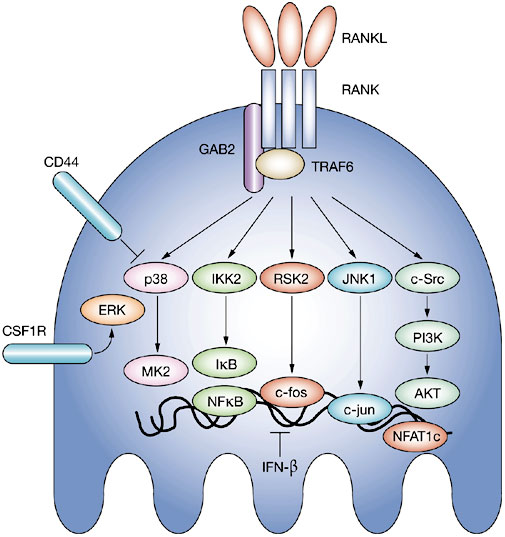 RANKL
RANK
GAB2
TRAF6
CD44
p38
IKK2
RSK2
JNK1
c-Src
ERK
CSF1R
PI3K
IκB
MK2
AKT
NFκB
c-fos
c-jun
NFAT1c
IFN-β